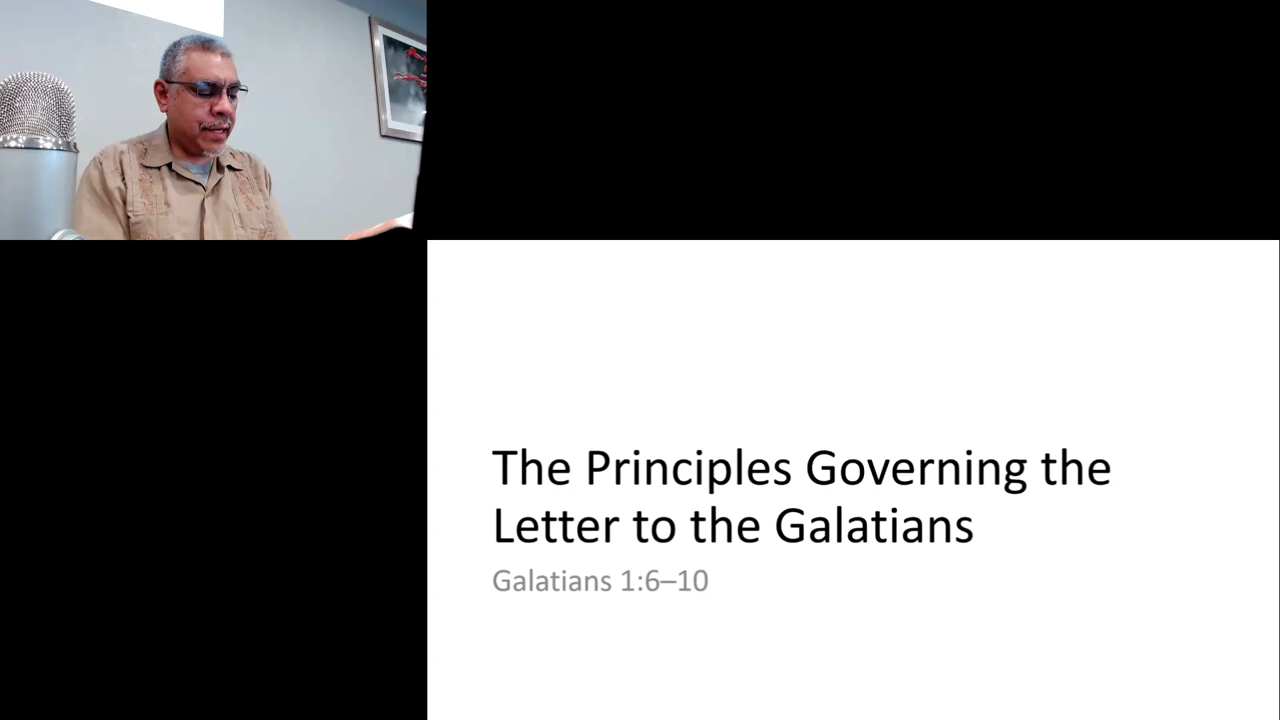 The Principles Governing the
Letter to the Galatians
Galatians 1:6–10